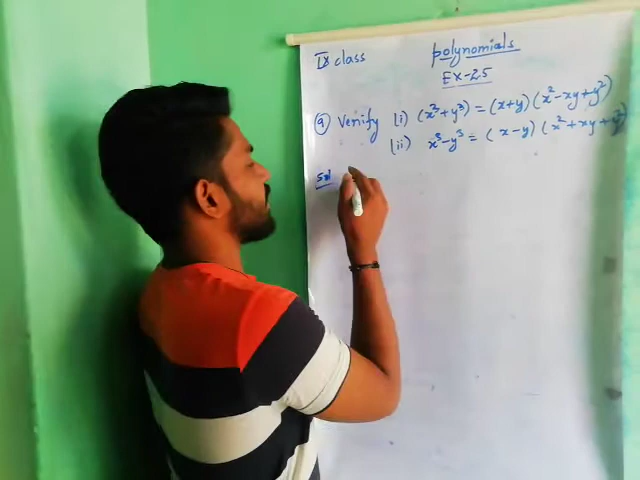 IX class polynomials
EX-2.5
(9) Verify (i) (x³+y³) = (x+y) (x²-xy+y²)
(ii) x³-y³ = (x-y) (x²+xy+y²)
Sol